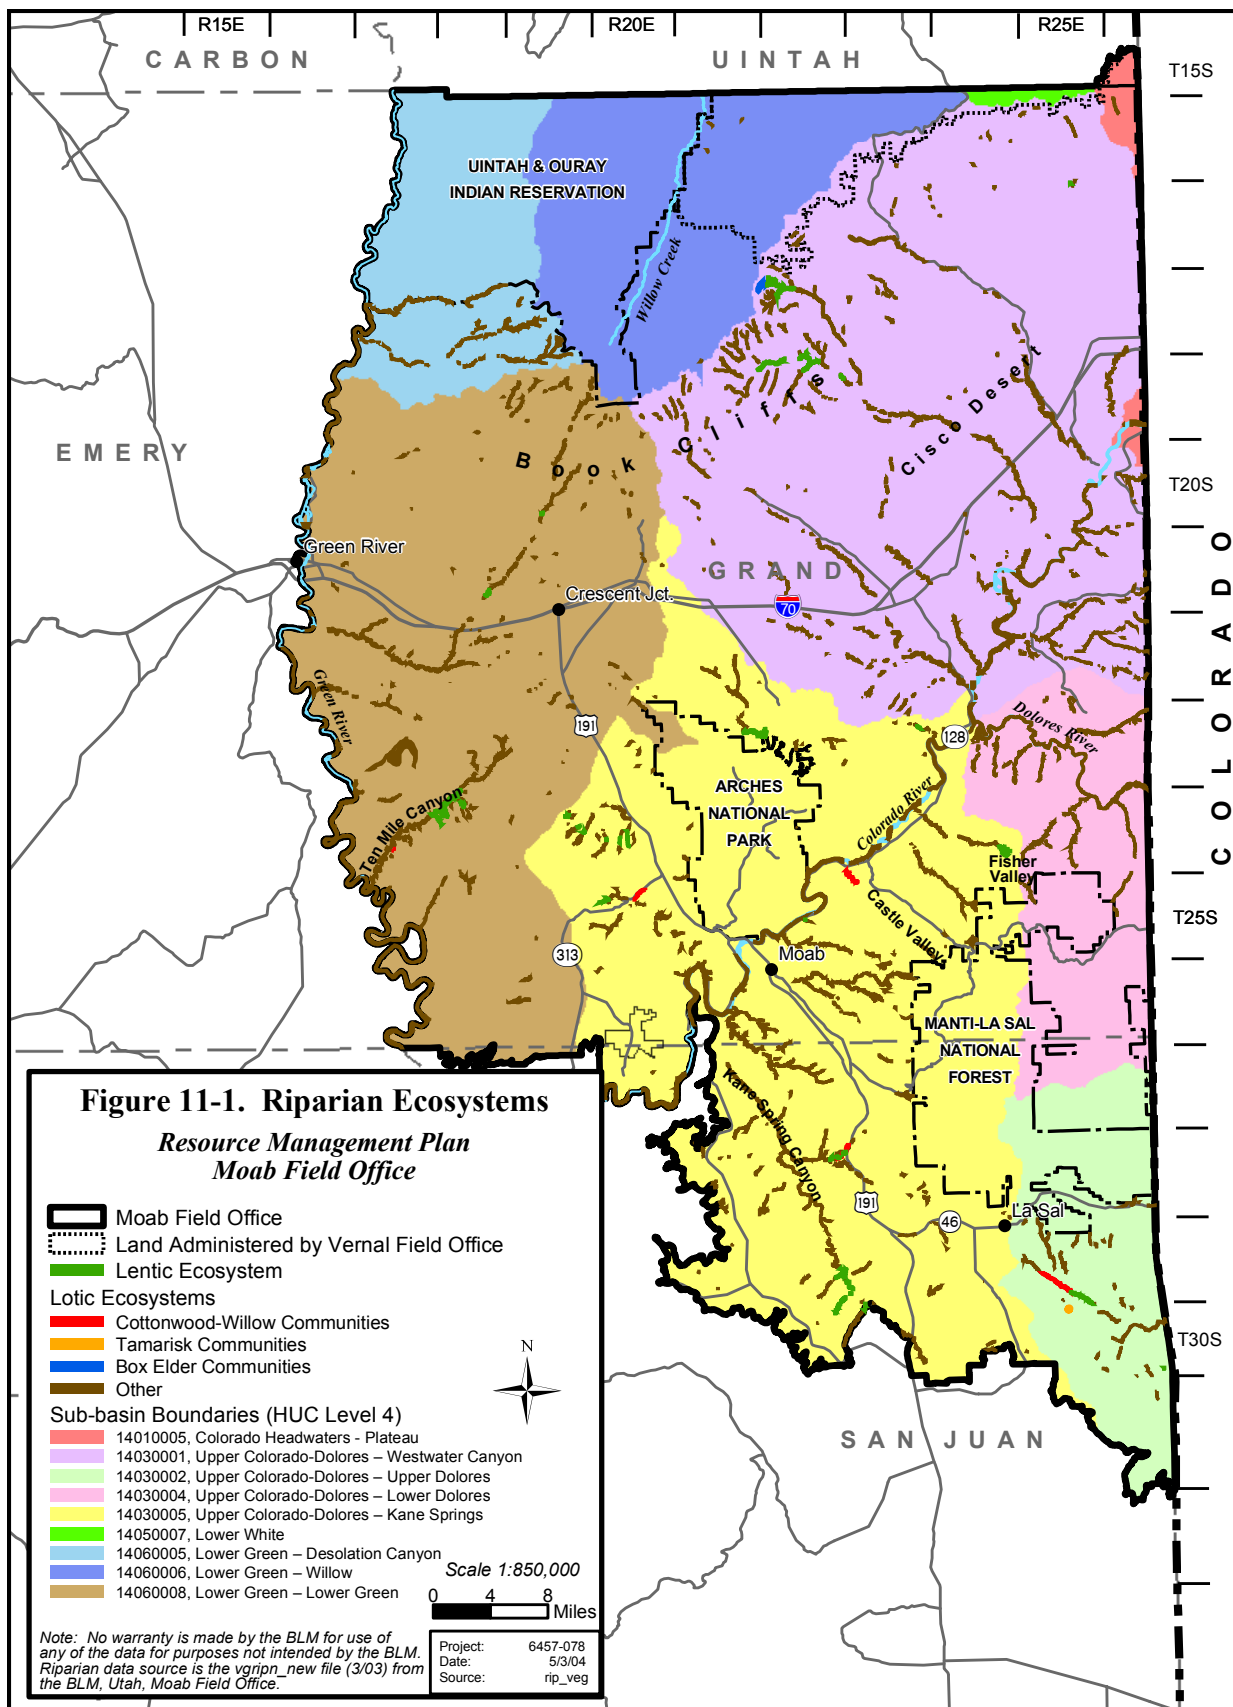 R15E
R20E
R25E
CARBON
UINTAH
T15S
UINTAH & OURAY
INDIAN RESERVATION
Willow Creek
EMERY
Book Cliffs
Cisco Desert
T20S
Green River
GRAND
Crescent Jct.
70
COLORADO
Green River
191
Dolores River
128
ARCHES
NATIONAL
PARK
Colorado River
Ten Mile Canyon
Fisher
Valley
Castle Valley
T25S
313
Moab
MANTI-LA SAL
NATIONAL
FOREST
Kane Spring Canyon
191
46
La Sal
T30S
SAN JUAN
Figure 11-1. Riparian Ecosystems
Resource Management Plan
Moab Field Office
Moab Field Office
Land Administered by Vernal Field Office
Lentic Ecosystem
Lotic Ecosystems
Cottonwood-Willow Communities
Tamarisk Communities
Box Elder Communities
Other
N
Sub-basin Boundaries (HUC Level 4)
14010005, Colorado Headwaters - Plateau
14030001, Upper Colorado-Dolores – Westwater Canyon
14030002, Upper Colorado-Dolores – Upper Dolores
14030004, Upper Colorado-Dolores – Lower Dolores
14030005, Upper Colorado-Dolores – Kane Springs
14050007, Lower White
14060005, Lower Green – Desolation Canyon
14060006, Lower Green – Willow
14060008, Lower Green – Lower Green
Scale 1:850,000
0 4 8
Miles
Note: No warranty is made by the BLM for use of
any of the data for purposes not intended by the BLM.
Riparian data source is the vgripn_new file (3/03) from
the BLM, Utah, Moab Field Office.
Project: 6457-078
Date: 5/3/04
Source: rip_veg